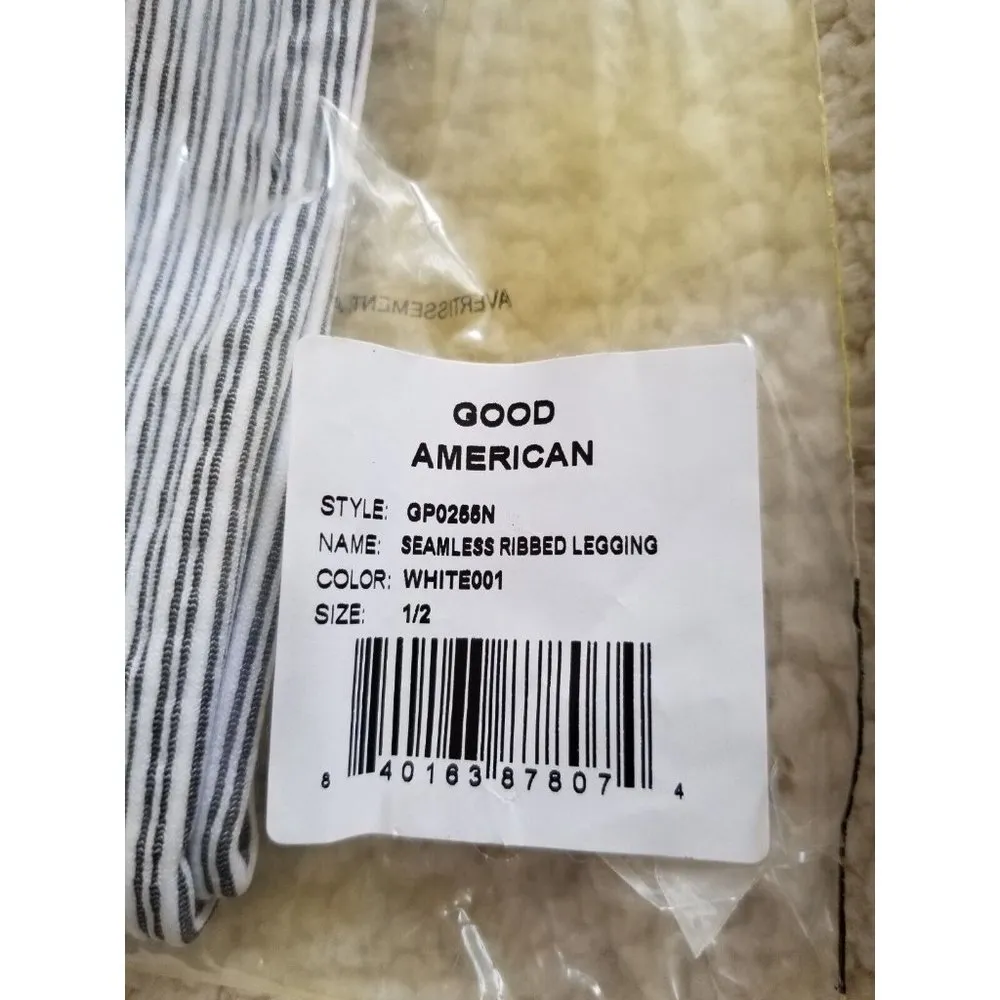 AVERTISSEMENT,
GOOD
AMERICAN
STYLE: GP0255N
NAME: SEAMLESS RIBBED LEGGING
COLOR: WHITE001
SIZE: 1/2
8 40163 87807 4